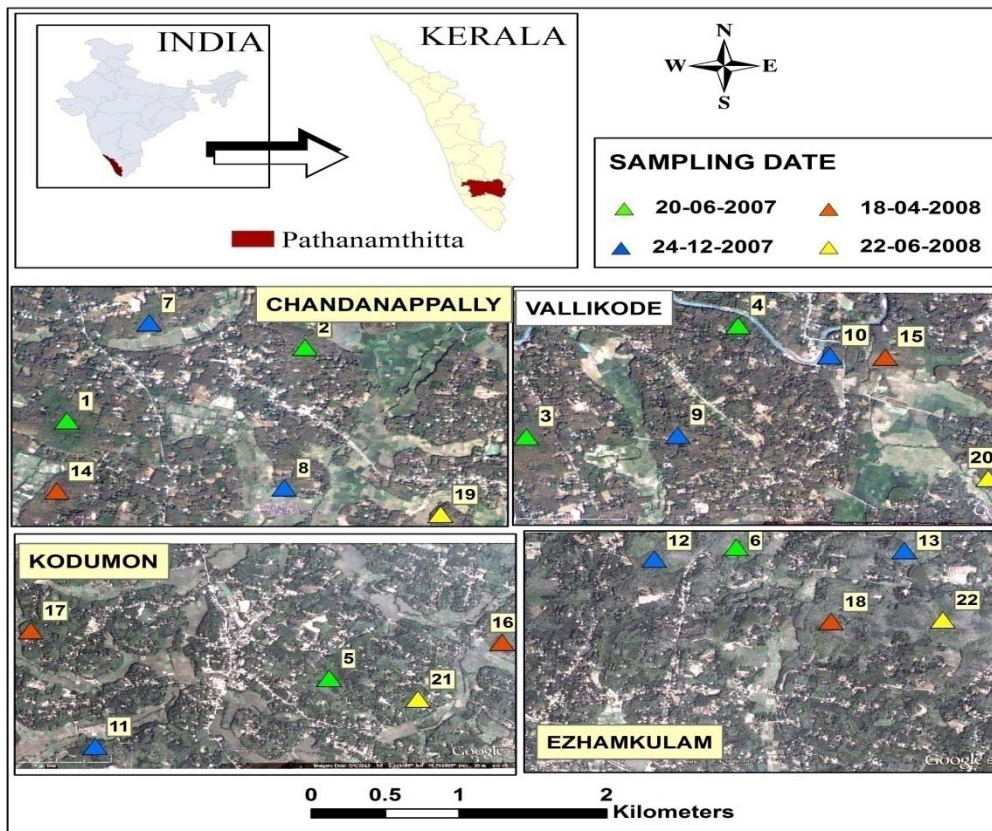 INDIA
KERALA
N
W E
S
Pathanamthitta
SAMPLING DATE
20-06-2007
18-04-2008
24-12-2007
22-06-2008
CHANDANAPPALLY
7
2
1
14
8
19
VALLIKODE
4
10
15
3
9
20
KODUMON
17
16
5
21
11
Google
EZHAMKULAM
12
6
13
18
22
Google e
0 0.5 1 2
Kilometers